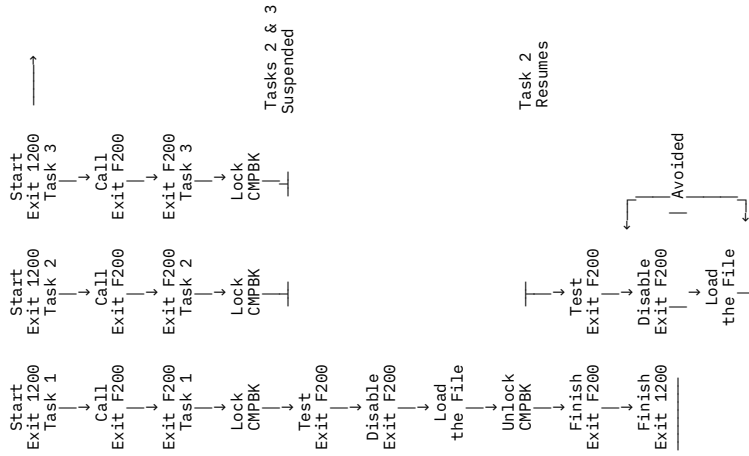 Start Start Start
Exit 1200 Exit 1200 Exit 1200
Task 1 Task 2 Task 3
Call Call Call
Exit F200 Exit F200 Exit F200
Exit F200 Exit F200 Exit F200
Task 1 Task 2 Task 3
Lock Lock Lock
CMPBK CMPBK CMPBK
Tasks 2 & 3
Suspended
Test
Exit F200
Disable
Exit F200
Load
the File
Unlock
CMPBK
Task 2
Resumes
Finish Test
Exit F200 Exit F200
Finish Disable
Exit 1200 Exit F200
Avoided
Load
the File